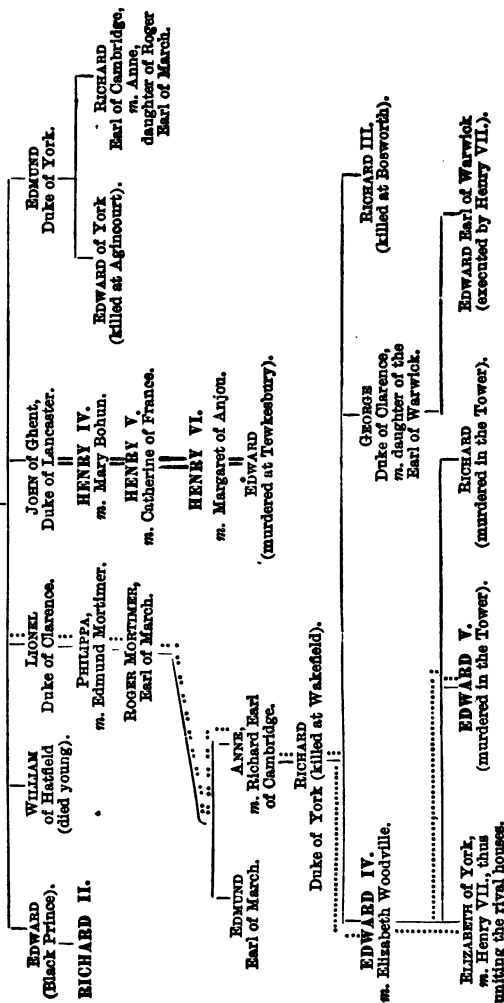 EDWARD
(Black Prince).
RICHARD II.
WILLIAM
of Hatfield
(died young).
LIONEL
Duke of Clarence.
PHILIPPA,
m. Edmund Mortimer.
ROGER MORTIMER,
Earl of March.
JOHN of Ghent,
Duke of Lancaster.
HENRY IV.
m. Mary Bohun.
HENRY V.
m. Catherine of France.
HENRY VI.
m. Margaret of Anjou.
EDWARD
(murdered at Tewkesbury).
EDMUND
Duke of York.
EDWARD of York
(killed at Agincourt).
RICHARD
Earl of Cambridge,
m. Anne,
daughter of Roger
Earl of March.
EDMUND
Earl of March.
ANNE,
m. Richard Earl
of Cambridge.
RICHARD
Duke of York (killed at Wakefield).
EDWARD IV.
m. Elizabeth Woodville.
GEORGE
Duke of Clarence,
m. daughter of the
Earl of Warwick.
RICHARD III.
(killed at Bosworth).
ELIZABETH of York,
m. Henry VII., thus
uniting the rival houses.
EDWARD V.
(murdered in the Tower).
RICHARD
(murdered in the Tower).
EDWARD Earl of Warwick
(executed by Henry VII.).